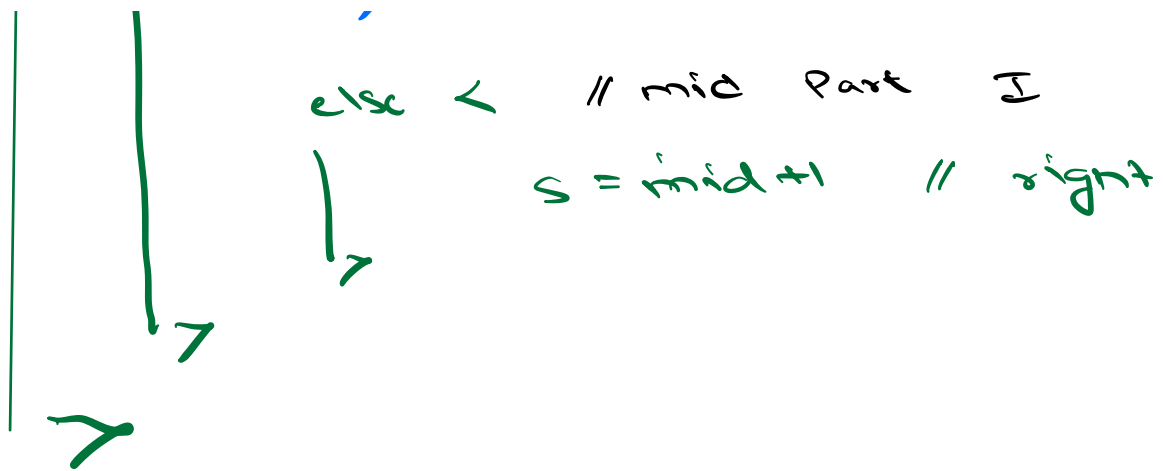 else < // mid Part I
s = mid+1 // right
>
>
>